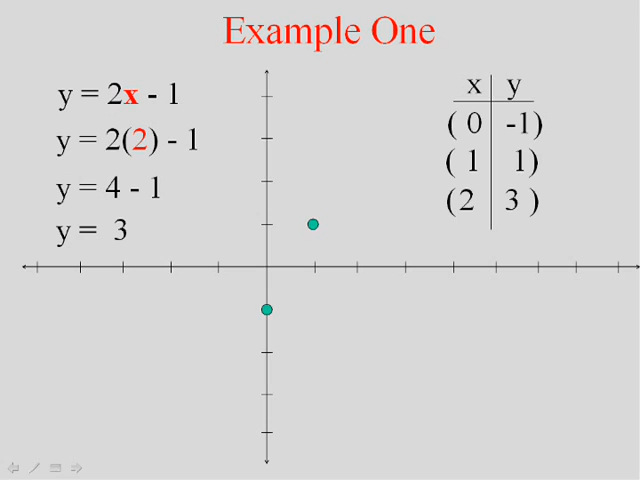 Example One
y = 2x - 1
y = 2(2) - 1
y = 4 - 1
y = 3
x y
( 0 -1)
( 1 1)
(2 3 )